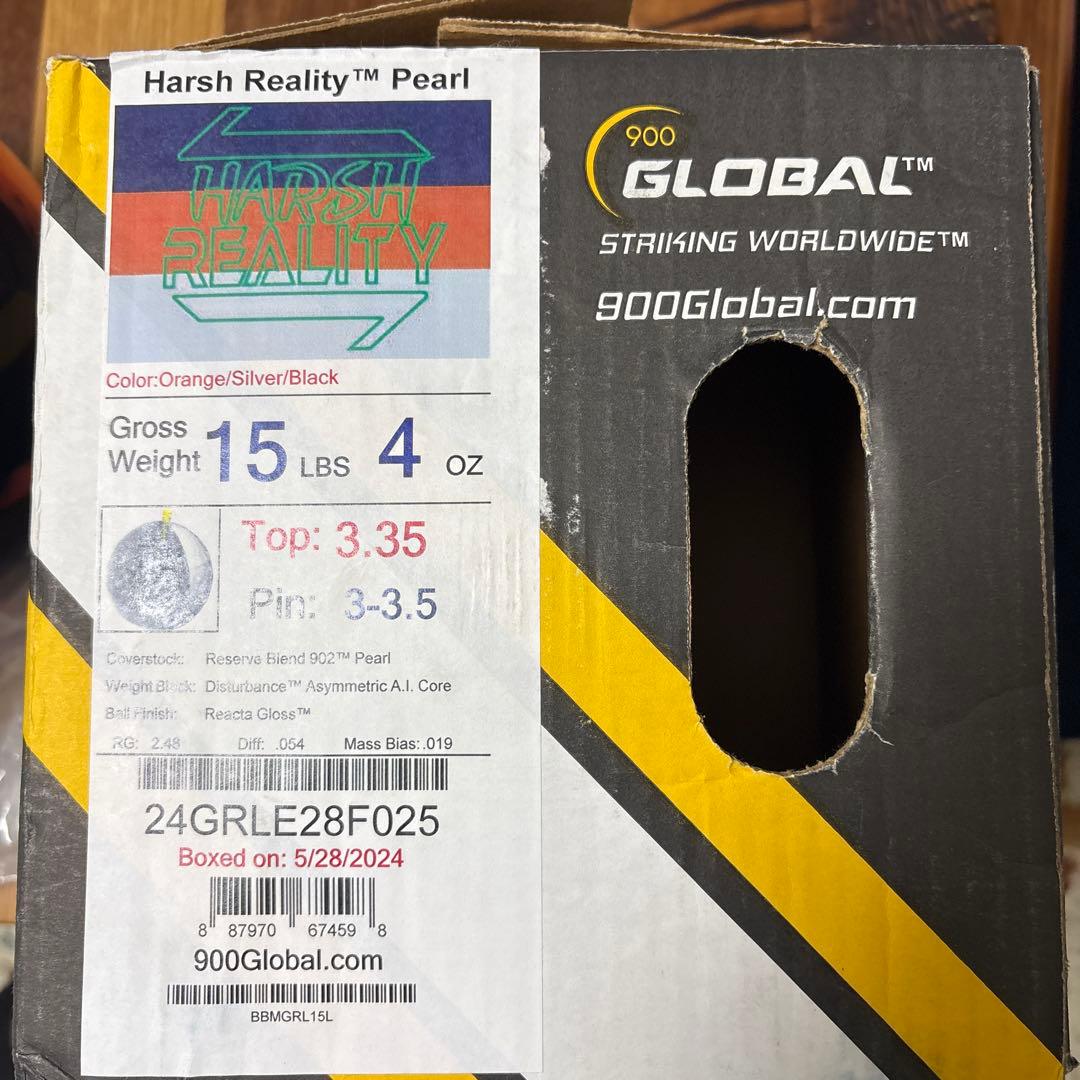 Harsh Reality™ Pearl
HARSH
REALITY
Color:Orange/Silver/Black
Gross
Weight 15 LBS 4 OZ
Top: 3.35
Pin: 3-3.5
Coverstock: Reserve Blend 902™ Pearl
Weight Block: Disturbance™ Asymmetric A.I. Core
Ball Finish: Reacta Gloss™
RG: 2.48 Diff: .054 Mass Bias: .019
24GRLE28F025
Boxed on: 5/28/2024
8 87970 67459 8
900Global.com
BBMGRL15L
900
GLOBAL™
STRIKING WORLDWIDE™
900Global.com